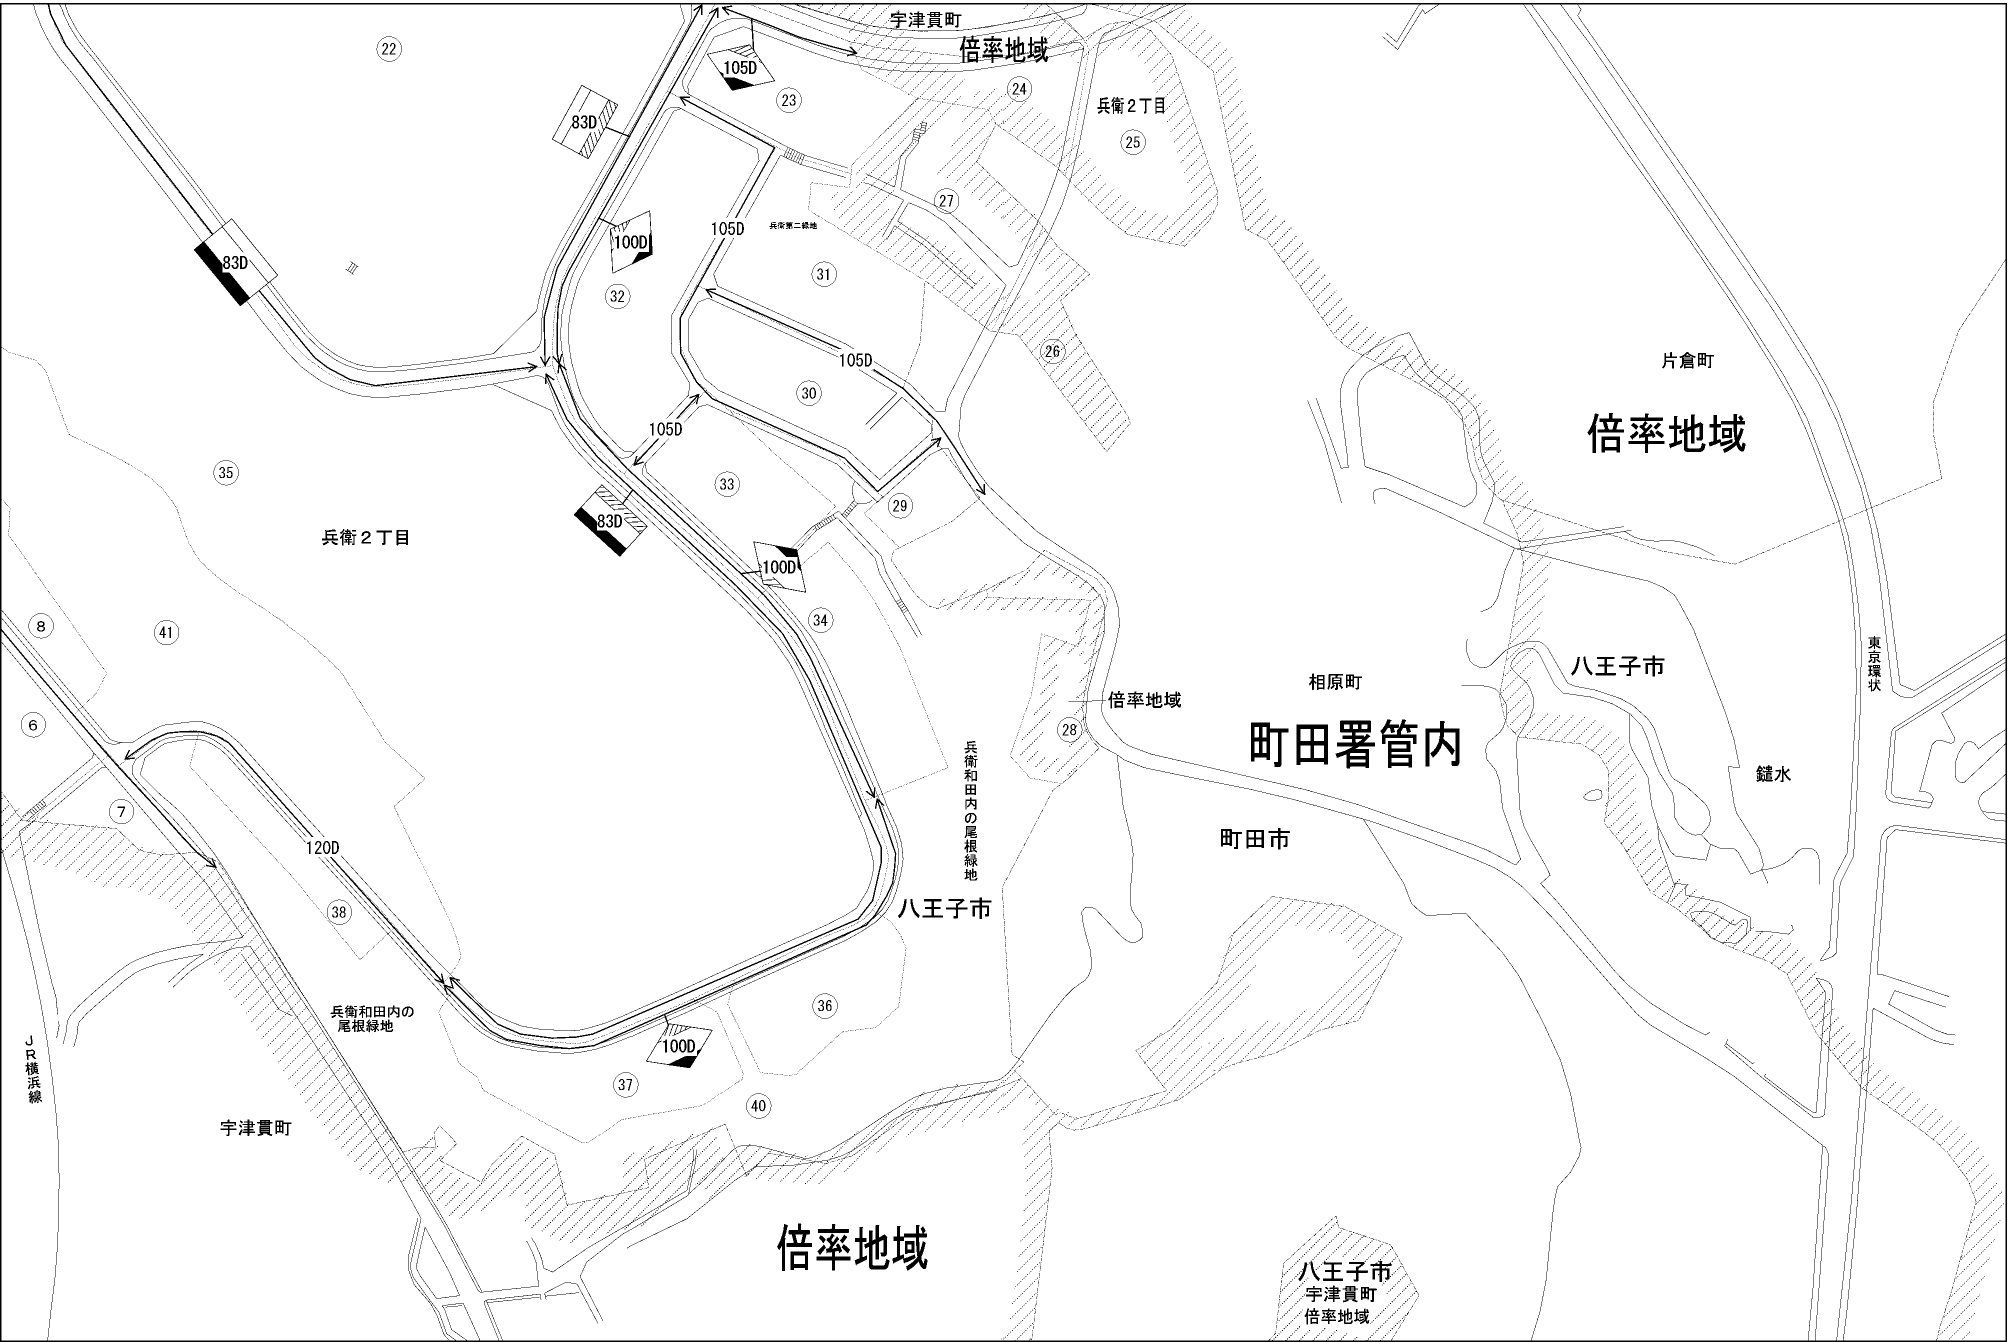 宇津貫町
倍率地域
22
105D
23
24
兵衛２丁目
25
83D
27
105D
兵衛第二緑地
100D
83D
31
32
26
105D
片倉町
30
倍率地域
105D
35
33
29
83D
兵衛２丁目
100D
34
8
41
東京環状
八王子市
相原町
倍率地域
6
28
町田署管内
兵衛和田内の尾根緑地
鑓水
7
町田市
120D
38
八王子市
36
兵衛和田内の
尾根緑地
100D
JR横浜線
37
40
宇津貫町
倍率地域
八王子市
宇津貫町
倍率地域